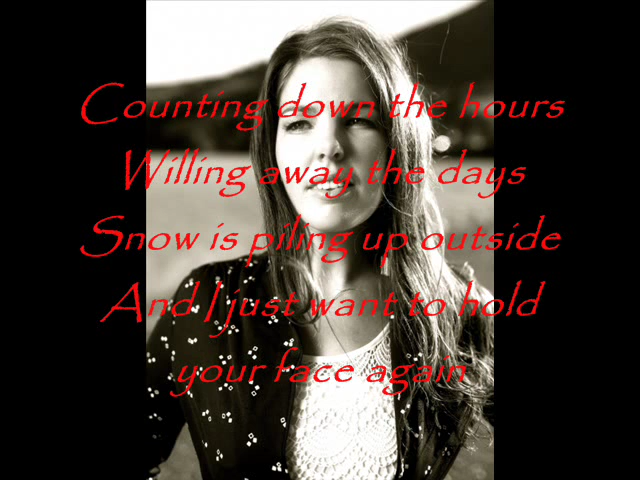 Counting down the hours
Willing away the days
Snow is piling up outside
And I just want to hold
your face again